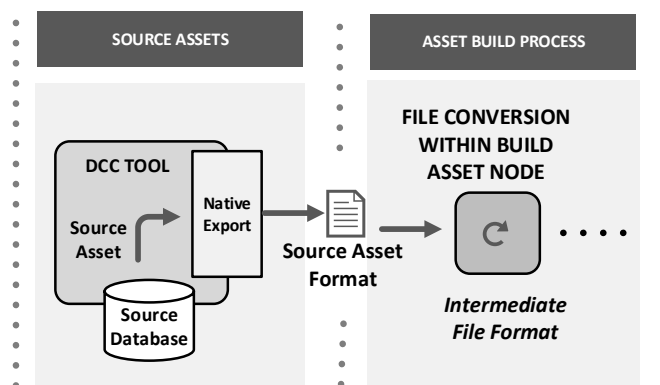 SOURCE ASSETS
ASSET BUILD PROCESS
FILE CONVERSION
WITHIN BUILD
ASSET NODE
DCC TOOL
Native
Export
Source
Asset
Source Asset
Format
Source
Database
Intermediate
File Format